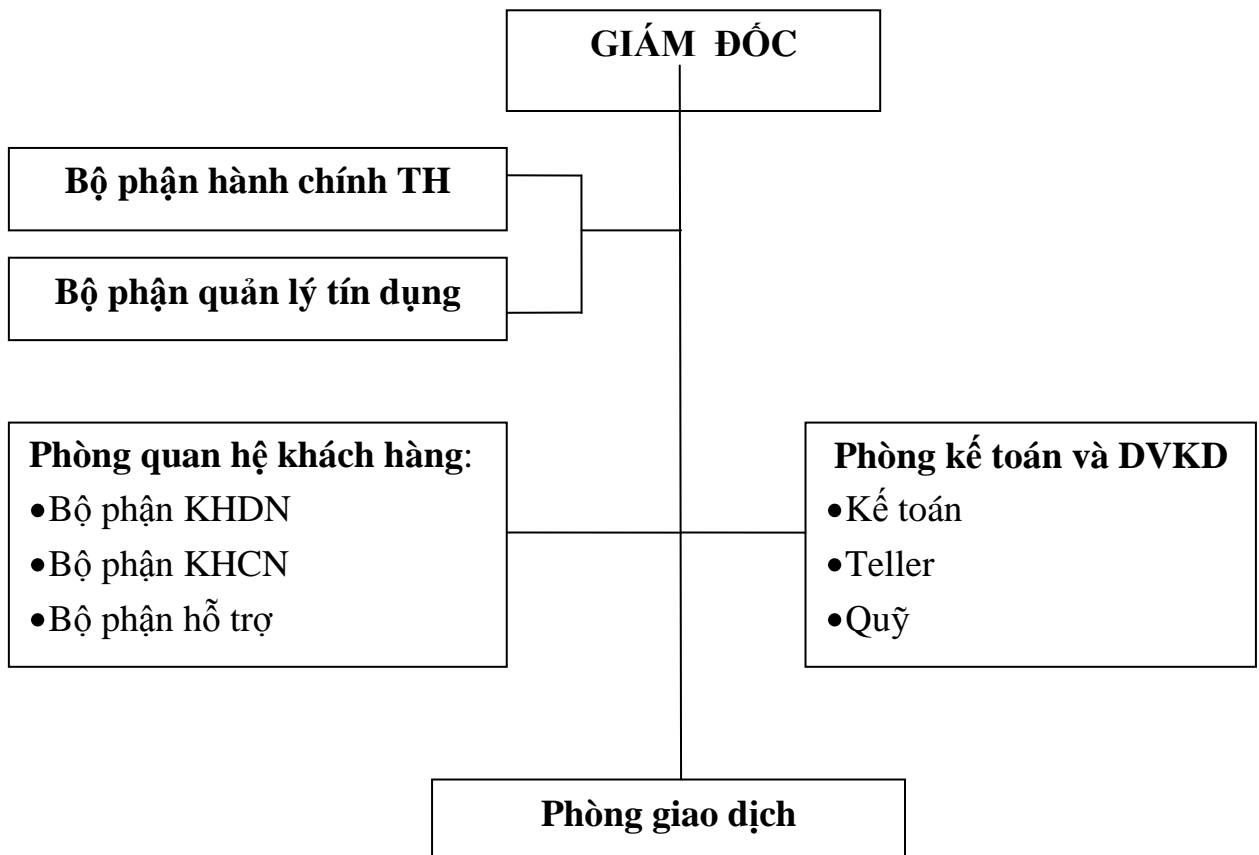 GIÁM ĐỐC
Bộ phận hành chính TH
Bộ phận quản lý tín dụng
Phòng quan hệ khách hàng:
•Bộ phận KHDN
•Bộ phận KHCN
•Bộ phận hỗ trợ
Phòng kế toán và DVKD
•Kế toán
•Teller
•Quỹ
Phòng giao dịch